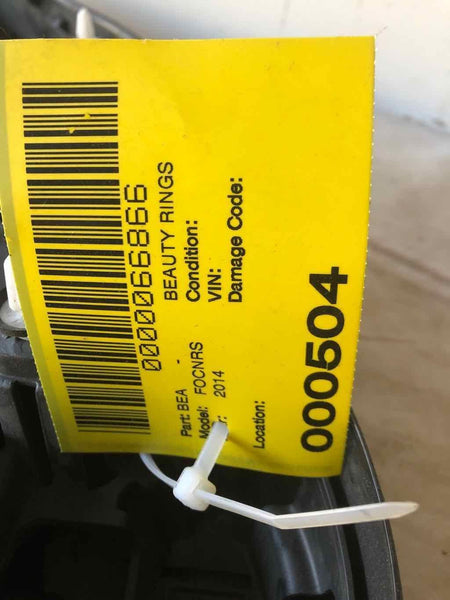 0000066866
Part: BEA - BEAUTY RINGS
Model: FOCNRS Condition:
r: 2014 VIN:
Damage Code:
Location:
000504